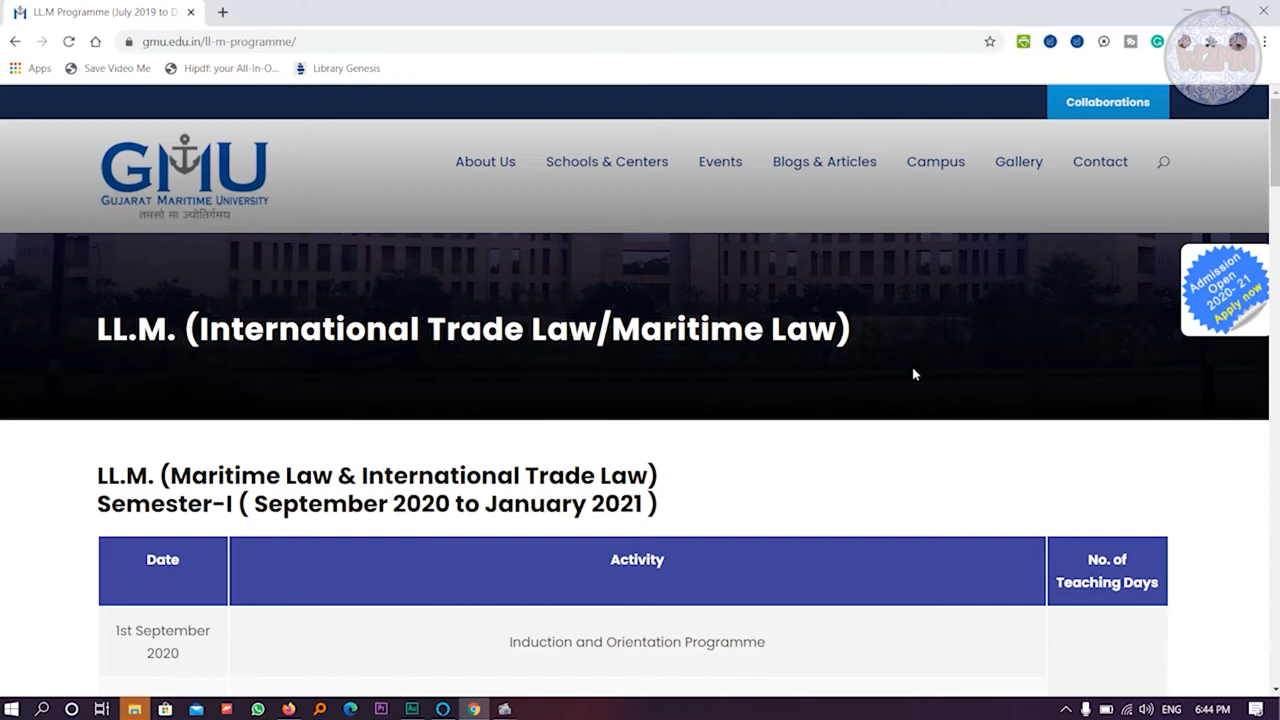 LL.M Programme (July 2019 to D
gmu.edu.in/ll-m-programme/
Apps
Save Video Me
Hipdf: your All-In-O...
Library Genesis
WIZPINI
Collaborations
GMU
GUJARAT MARITIME UNIVERSITY
तमसो मा ज्योतिर्गमय
About Us
Schools & Centers
Events
Blogs & Articles
Campus
Gallery
Contact
Admission
Open
2020- 21
Apply now
LL.M. (International Trade Law/Maritime Law)
LL.M. (Maritime Law & International Trade Law)
Semester-I ( September 2020 to January 2021 )
Date
Activity
No. of
Teaching Days
1st September
2020
Induction and Orientation Programme
ENG
6:44 PM